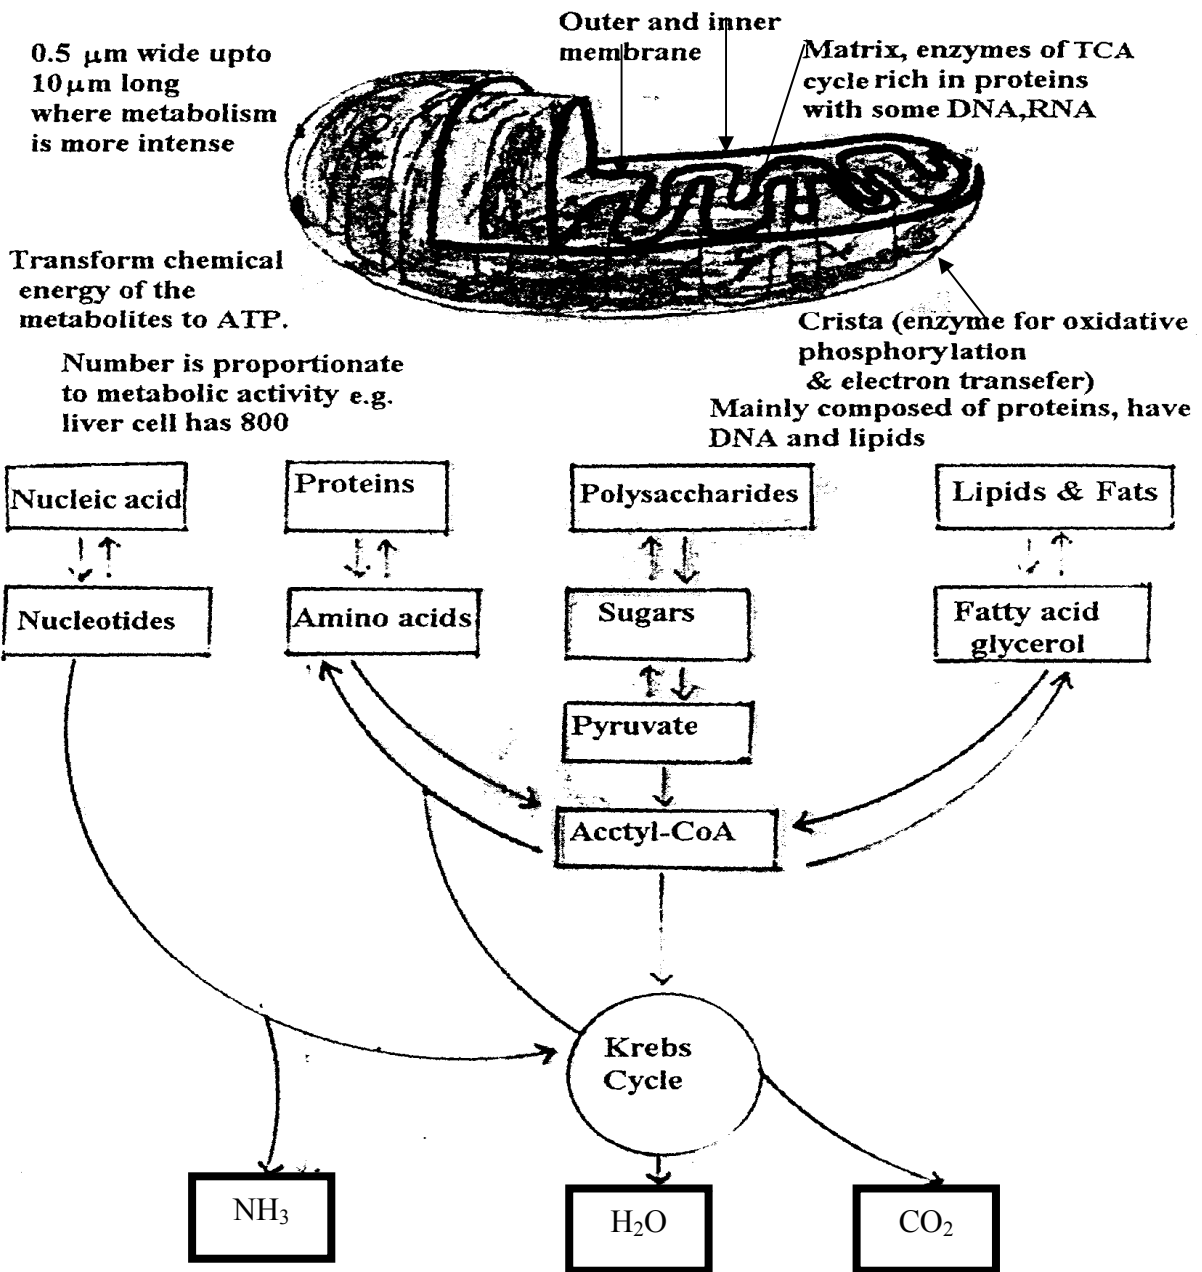 Outer and inner
membrane
0.5 μm wide upto
10μm long
where metabolism
is more intense
Matrix, enzymes of TCA
cycle rich in proteins
with some DNA,RNA
Transform chemical
energy of the
metabolites to ATP.
Number is proportionate
to metabolic activity e.g.
liver cell has 800
Crista (enzyme for oxidative
phosphorylation
& electron transefer)
Mainly composed of proteins, have
DNA and lipids
Nucleic acid
Proteins
Polysaccharides
Lipids & Fats
Nucleotides
Amino acids
Sugars
Fatty acid
glycerol
Pyruvate
Acctyl-CoA
Krebs
Cycle
NH₃
H₂O
CO₂